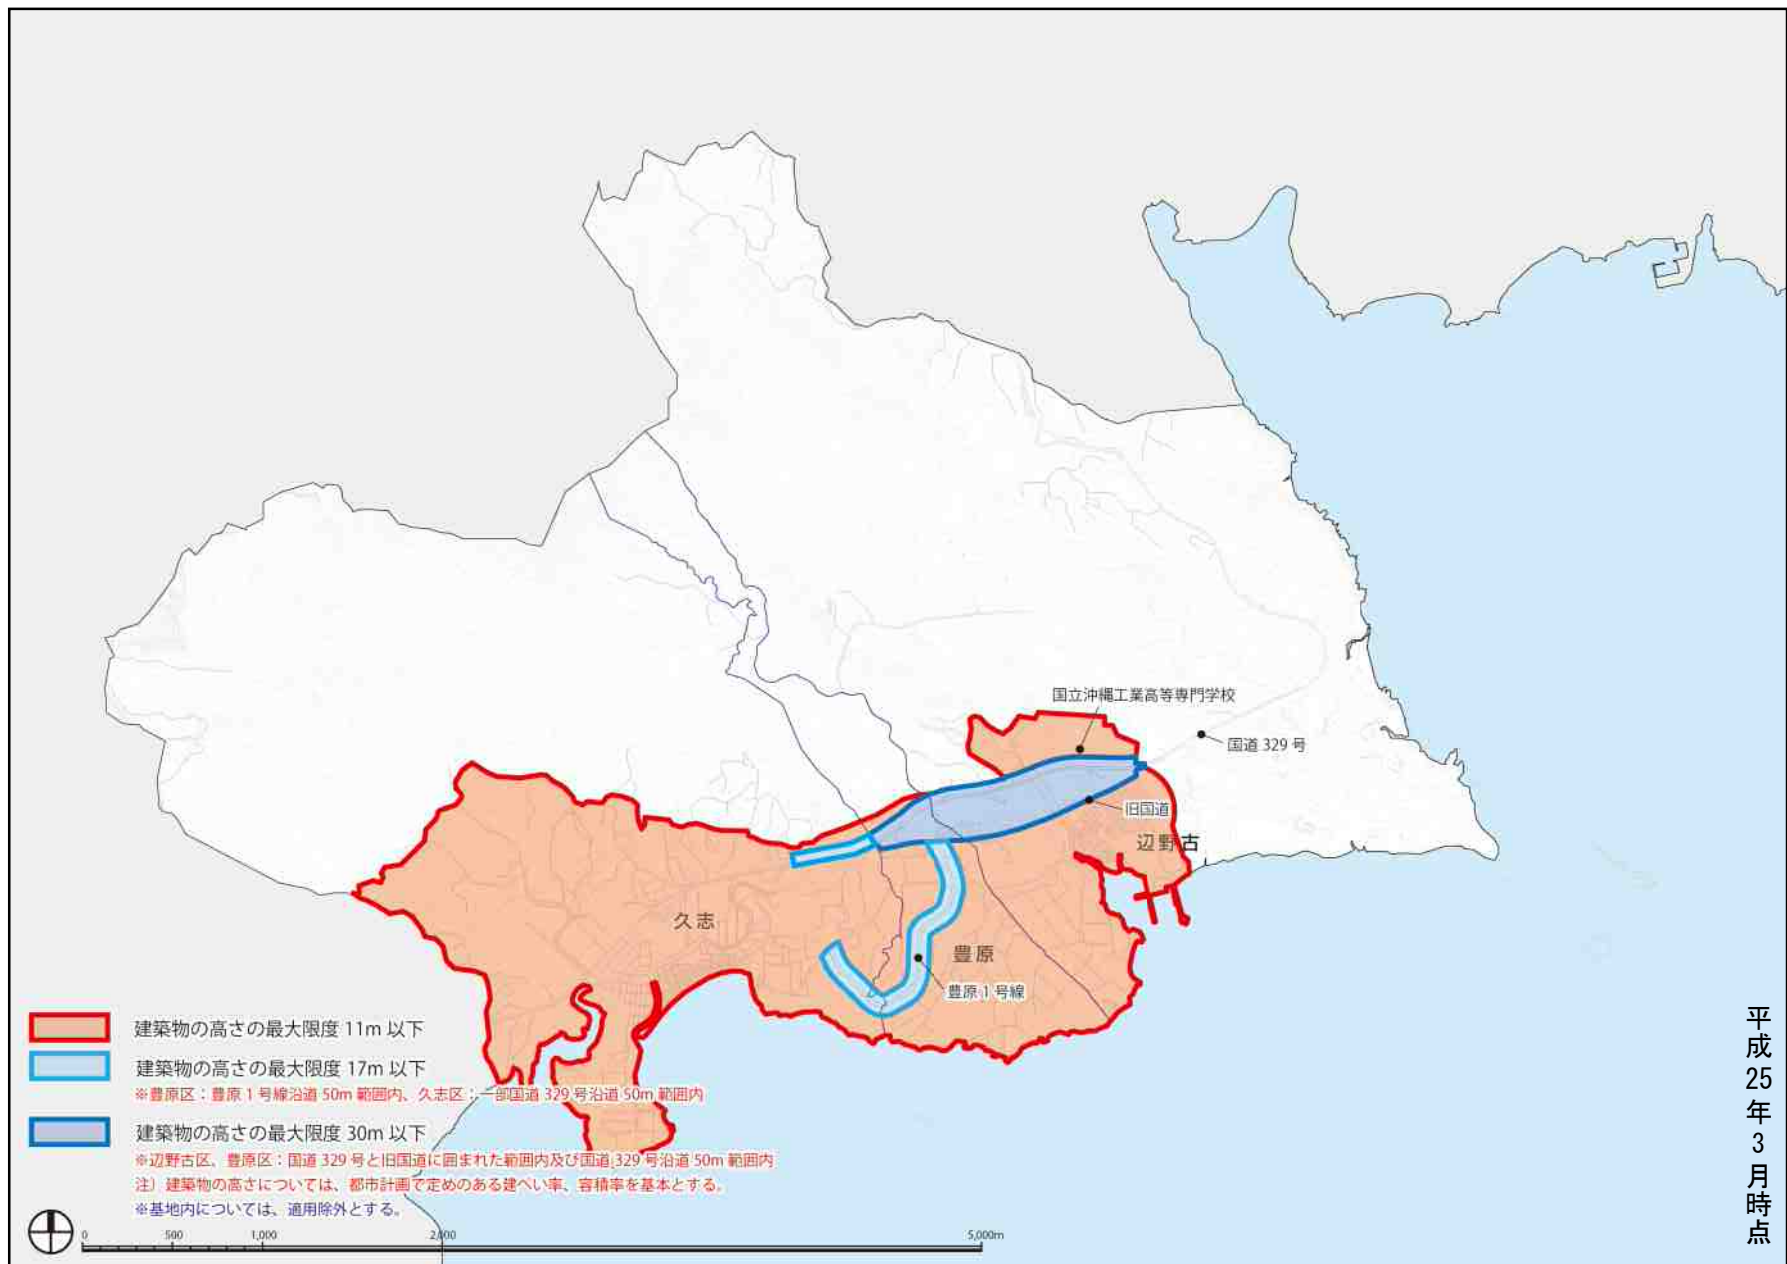 国立沖縄工業高等専門学校
国道 329 号
旧国道
辺野古
久志
豊原
豊原1号線
建築物の高さの最大限度 11m 以下
建築物の高さの最大限度 17m 以下
※豊原区：豊原1号線沿道 50m 範囲内、久志区：一部国道 329 号沿道 50m 範囲内
建築物の高さの最大限度 30m 以下
※辺野古区、豊原区：国道 329 号と旧国道に囲まれた範囲内及び国道 329 号沿道 50m 範囲内
注）建築物の高さについては、都市計画で定めのある建ぺい率、容積率を基本とする。
※基地内については、適用除外とする。
0 500 1,000 2,000 5,000m
平成25年3月時点